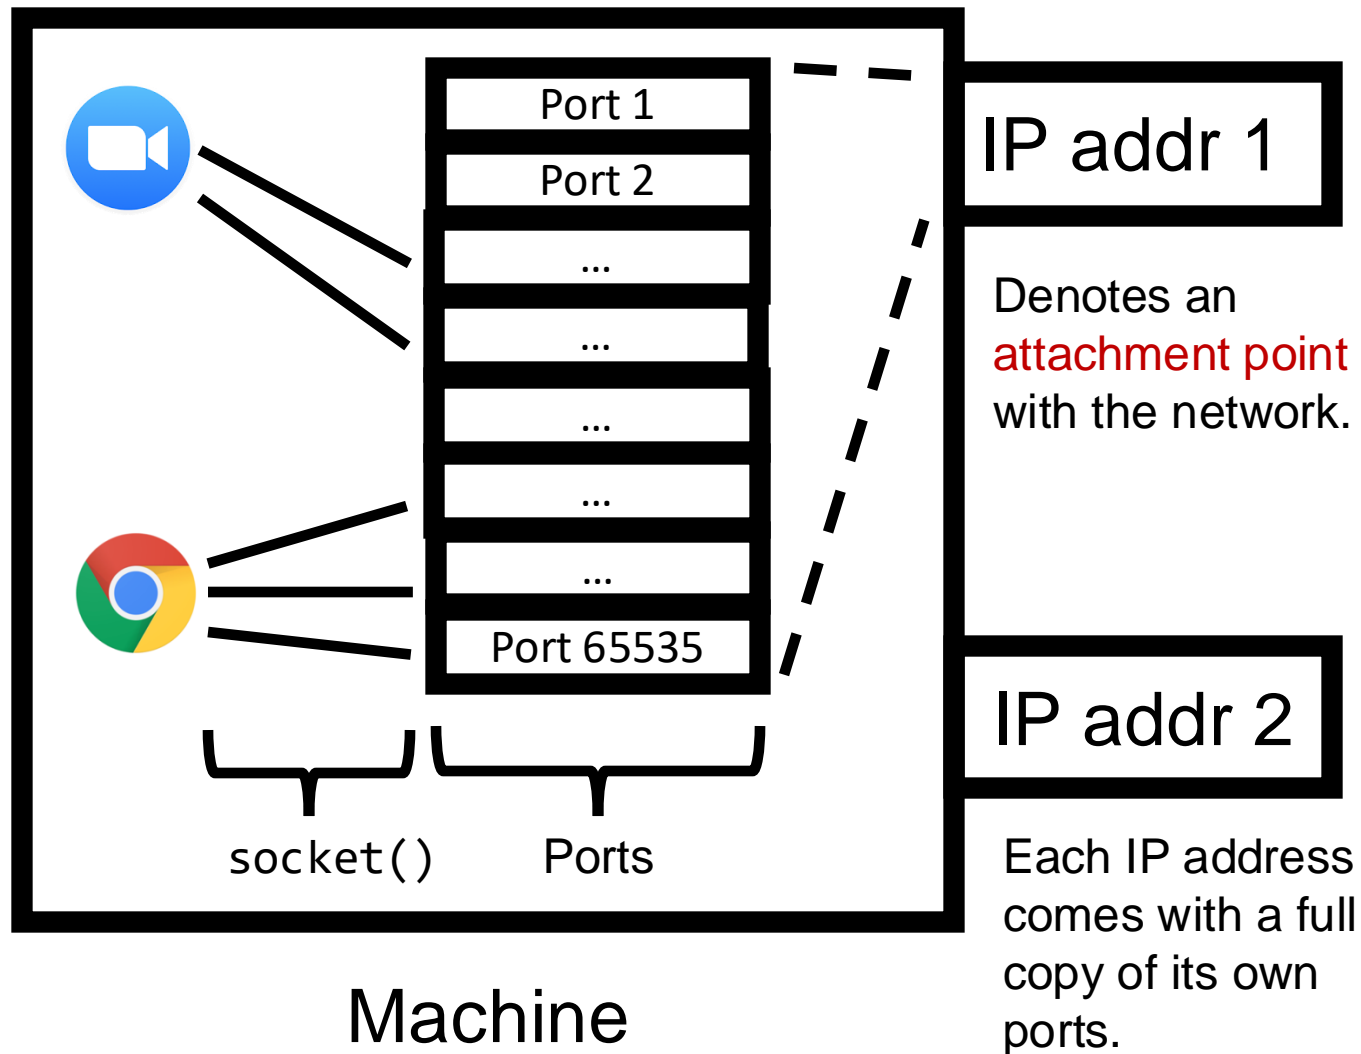 Port 1
Port 2
...
...
...
...
...
Port 65535
socket()
Ports
Machine
IP addr 1
Denotes an
attachment point
with the network.
IP addr 2
Each IP address
comes with a full
copy of its own
ports.